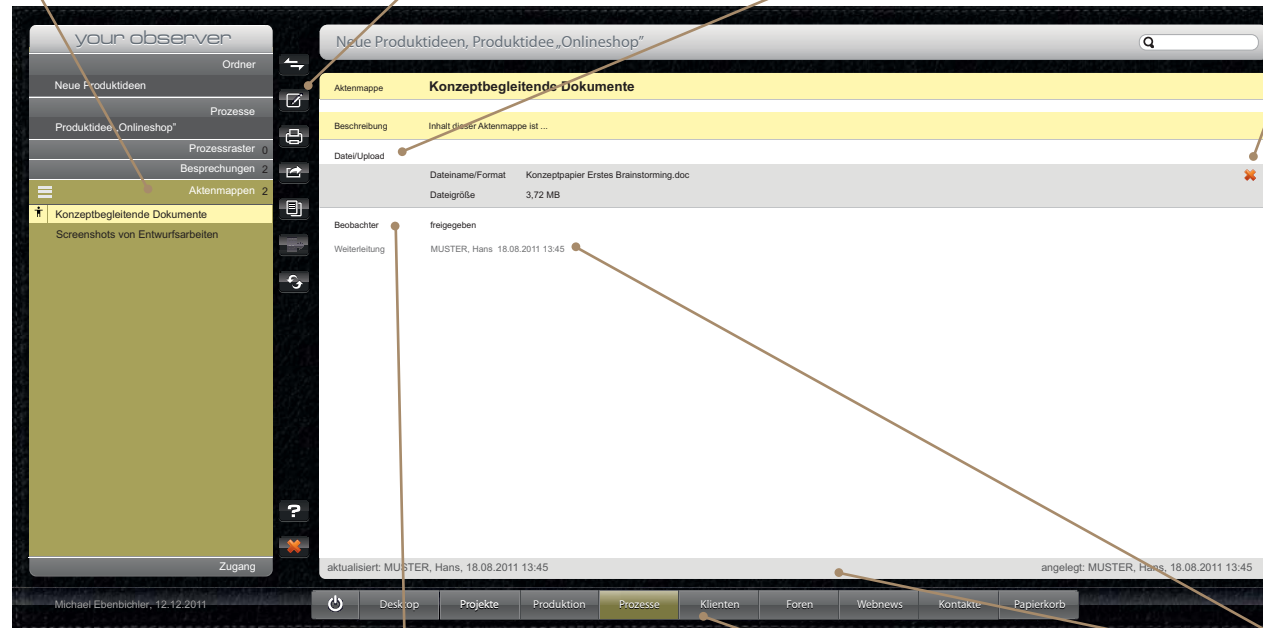 your observer
Ordner
Neue Produktideen
Prozesse
Produktidee „Onlineshop”
Prozessraster 0
Besprechungen 2
Aktenmappen 2
Konzeptbegleitende Dokumente
Screenshots von Entwurfsarbeiten
Zugang
Neue Produktideen, Produktidee „Onlineshop”
Aktenmappe Konzeptbegleitende Dokumente
Beschreibung Inhalt dieser Aktenmappe ist ...
Datei/Upload
Dateiname/Format Konzeptpapier Erstes Brainstorming.doc
Dateigröße 3,72 MB
Beobachter freigegeben
Weiterleitung MUSTER, Hans 18.08.2011 13:45
?
aktualisiert: MUSTER, Hans, 18.08.2011 13:45 angelegt: MUSTER, Hans, 18.08.2011 13:45
Michael Ebenbichler, 12.12.2011 Desktop Projekte Produktion Prozesse Klienten Foren Webnews Kontakte Papierkorb